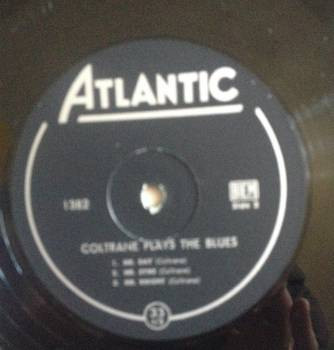 ATLANTIC
1382
BIEM
Side 2
COLTRANE PLAYS THE BLUES
1. MR. DAY (Coltrane)
2. MR. SYMS (Coltrane)
3. MR. KNIGHT (Coltrane)
33